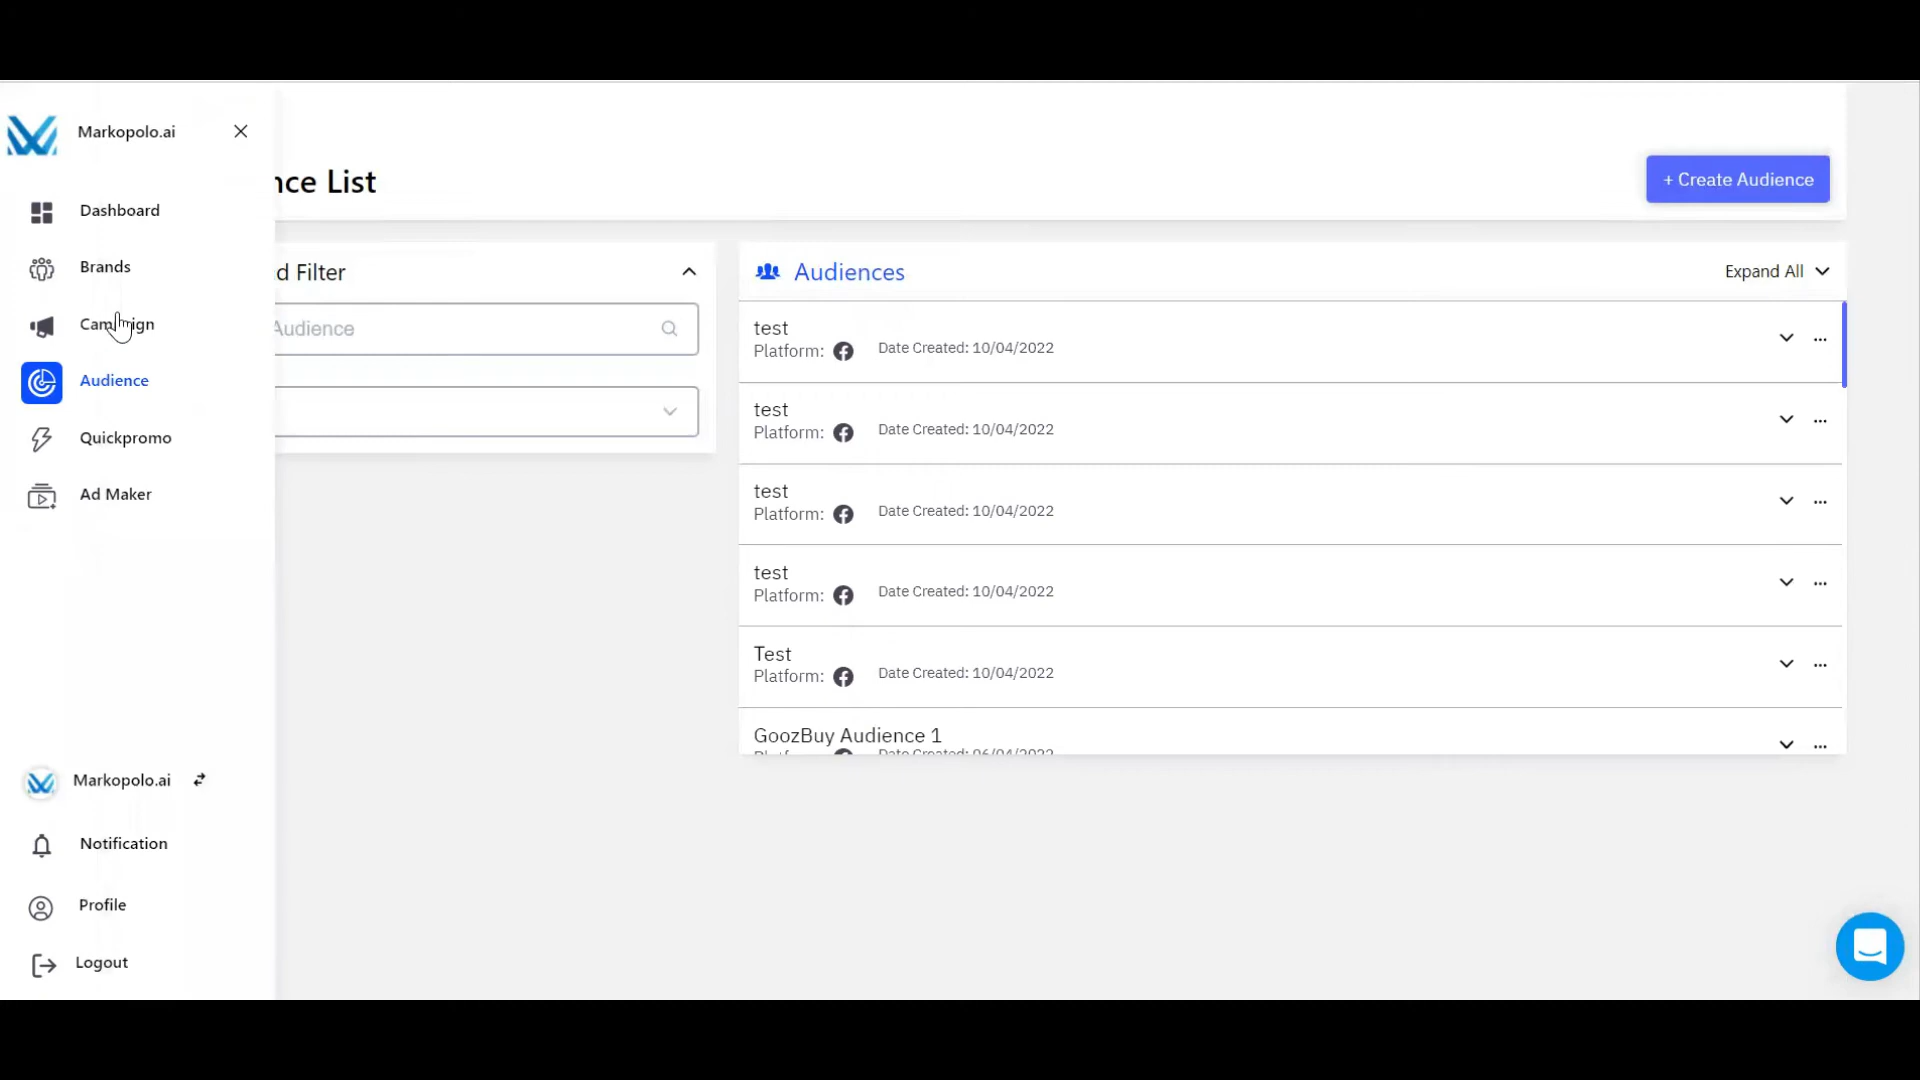 Markopolo.ai
Dashboard
Brands
Campaign
Audience
Quickpromo
Ad Maker
Markopolo.ai
Notification
Profile
Logout
nce List
+ Create Audience
d Filter
Audience
Audiences
Expand All
test
Platform: Date Created: 10/04/2022
test
Platform: Date Created: 10/04/2022
test
Platform: Date Created: 10/04/2022
test
Platform: Date Created: 10/04/2022
Test
Platform: Date Created: 10/04/2022
GoozBuy Audience 1
Date Created: 06/04/2022